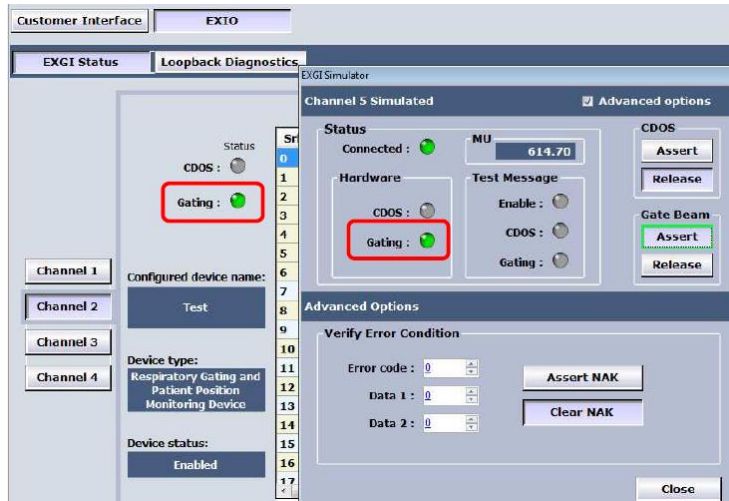 Customer Interface EXIO
EXGI Status Loopback Diagnostics
EXGI Simulator
Channel 5 Simulated Advanced options
Status
CDOS :
Gating :
Channel 1
Channel 2
Channel 3
Channel 4
Configured device name:
Test
Device type:
Respiratory Gating and
Patient Position
Monitoring Device
Device status:
Enabled
0
1
2
3
4
5
6
7
8
9
10
11
12
13
14
15
16
17
Status
Connected :
MU
614.70
Hardware
CDOS :
Gating :
Test Message
Enable :
CDOS :
Gating :
CDOS
Assert
Release
Gate Beam
Assert
Release
Advanced Options
Verify Error Condition
Error code : 0
Data 1 : 0
Data 2 : 0
Assert NAK
Clear NAK
Close